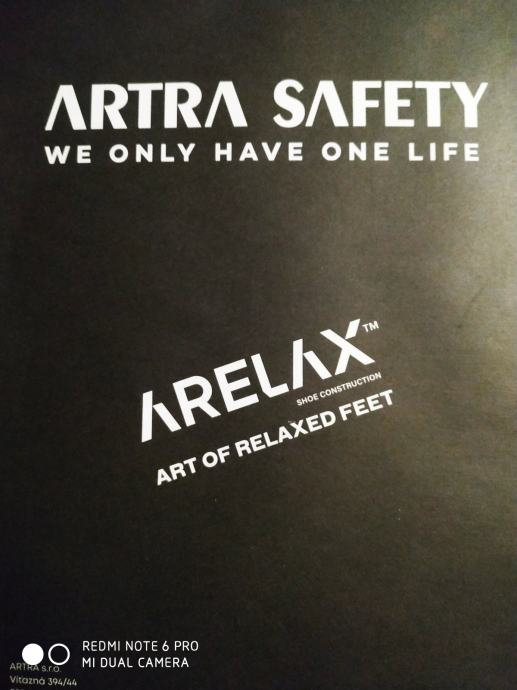 ARTRA SAFETY
WE ONLY HAVE ONE LIFE
ARELAX™
SHOE CONSTRUCTION
ART OF RELAXED FEET
REDMI NOTE 6 PRO
MI DUAL CAMERA
ARTRA s.r.o.
Víťazná 394/44